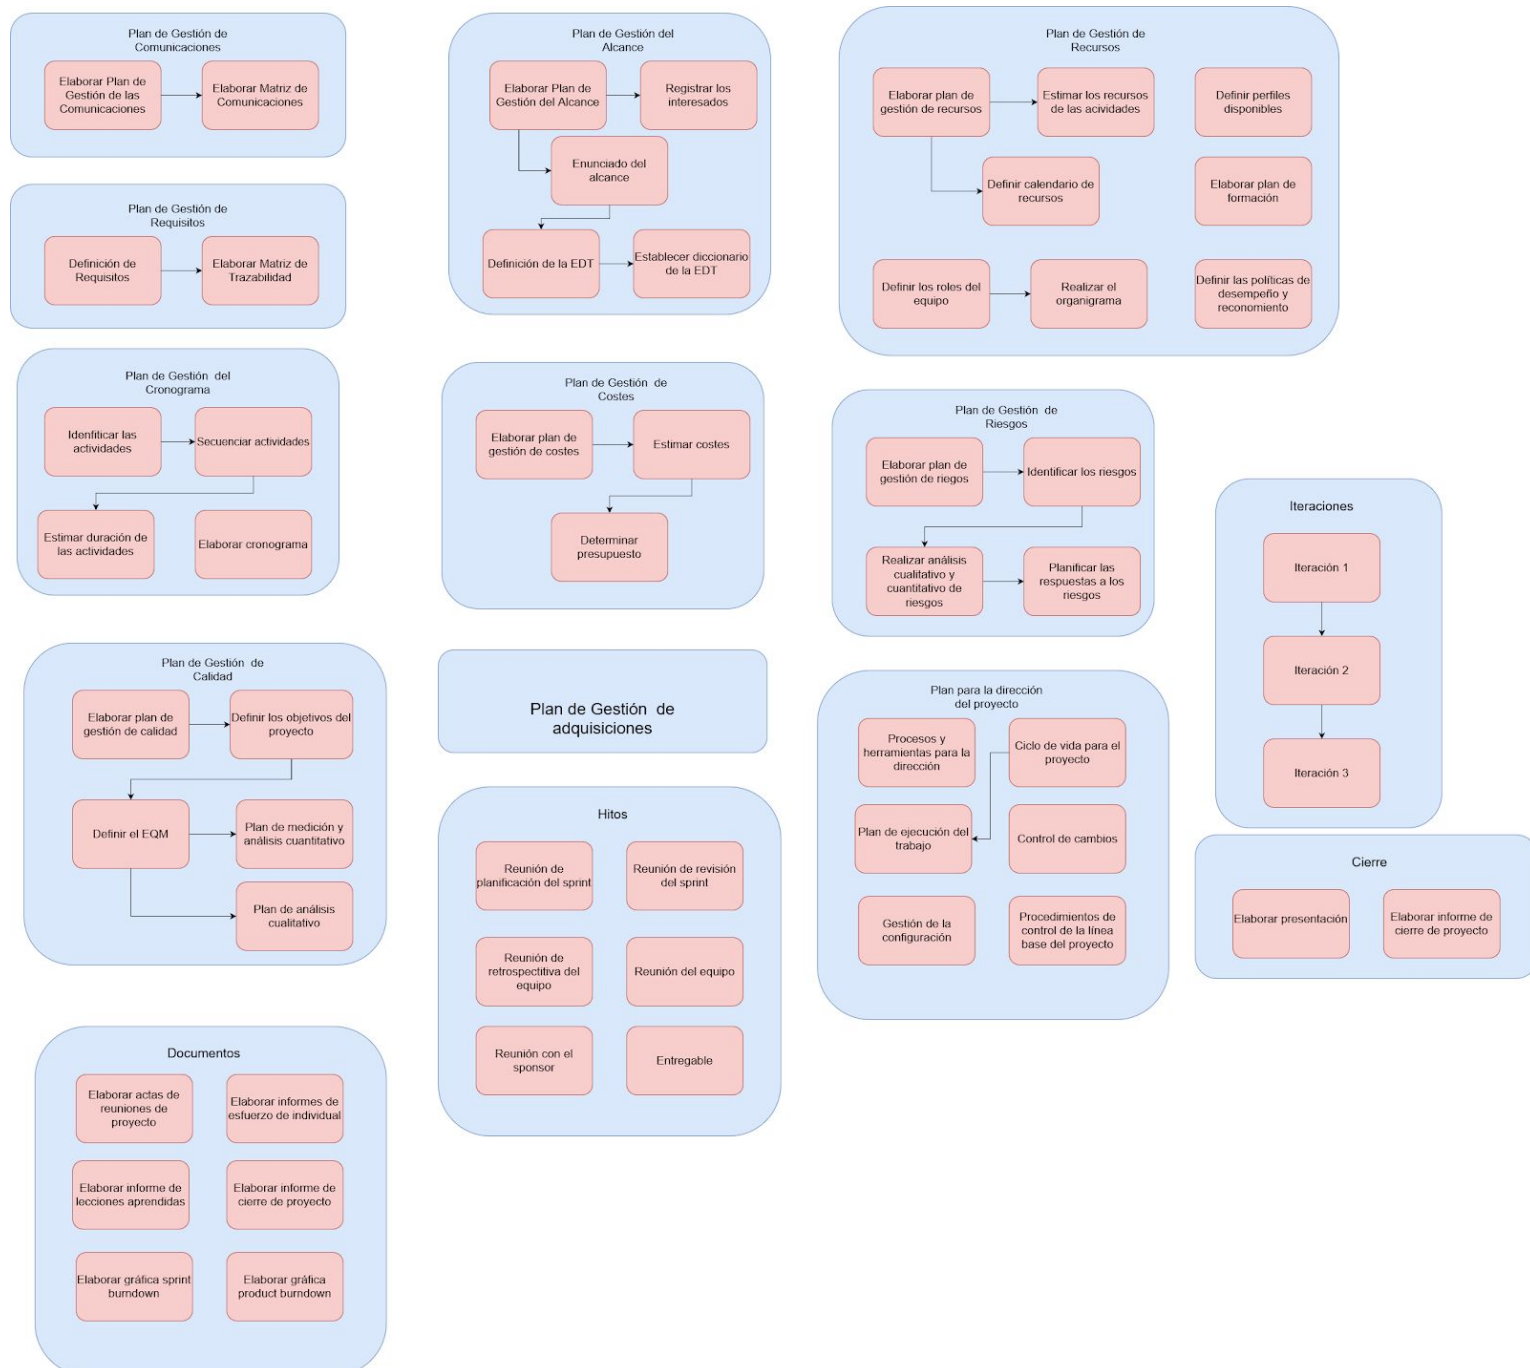 Plan de Gestión de
Comunicaciones
Elaborar Plan de
Gestión de las
Comunicaciones
Elaborar Matriz de
Comunicaciones
Plan de Gestión de
Requisitos
Definición de
Requisitos
Elaborar Matriz de
Trazabilidad
Plan de Gestión del
Cronograma
Idenfiticar las
actividades
Secuenciar actividades
Estimar duración de
las actividades
Elaborar cronograma
Plan de Gestión de
Calidad
Elaborar plan de
gestión de calidad
Definir los objetivos del
proyecto
Definir el EQM
Plan de medición y
análisis cuantitativo
Plan de análisis
cualitativo
Documentos
Elaborar actas de
reuniones de
proyecto
Elaborar informes de
esfuerzo de individual
Elaborar informe de
lecciones aprendidas
Elaborar informe de
cierre de proyecto
Elaborar gráfica sprint
burndown
Elaborar gráfica
product burndown
Plan de Gestión del
Alcance
Elaborar Plan de
Gestión del Alcance
Registrar los
interesados
Enunciado del
alcance
Definición de la EDT
Establecer diccionario
de la EDT
Plan de Gestión de
Costes
Elaborar plan de
gestión de costes
Estimar costes
Determinar
presupuesto
Plan de Gestión de
adquisiciones
Hitos
Reunión de
planificación del sprint
Reunión de revisión
del sprint
Reunión de
retrospectitiva del
equipo
Reunión del equipo
Reunión con el
sponsor
Entregable
Plan de Gestión de
Recursos
Elaborar plan de
gestión de recursos
Estimar los recursos
de las acividades
Definir perfiles
disponibles
Definir calendario de
recursos
Elaborar plan de
formación
Definir los roles del
equipo
Realizar el
organigrama
Definir las políticas de
desempeño y
reconomiento
Plan de Gestión de
Riesgos
Elaborar plan de
gestión de riegos
Identificar los riesgos
Realizar análisis
cualitativo y
cuantitativo de
riesgos
Planificar las
respuestas a los
riesgos
Plan para la dirección
del proyecto
Procesos y
herramientas para la
dirección
Ciclo de vida para el
proyecto
Plan de ejecución del
trabajo
Control de cambios
Gestión de la
configuración
Procedimientos de
control de la línea
base del proyecto
Iteraciones
Iteración 1
Iteración 2
Iteración 3
Cierre
Elaborar presentación
Elaborar informe de
cierre de proyecto